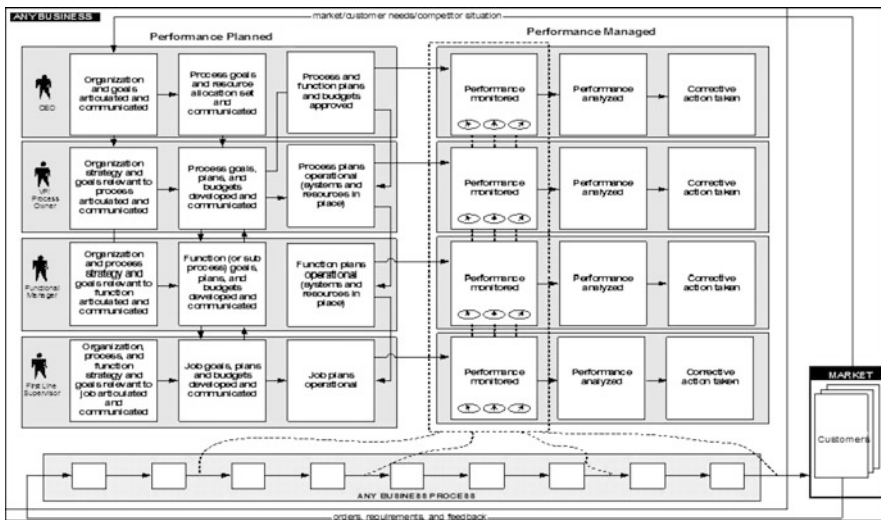 ANY BUSINESS
market/customer needs/competitor situation
Performance Planned
Performance Managed
CEO
Organization
and goals
articulated and
communicated
Process goals
and resource
allocation set
and
communicated
Process and
function plans
and budgets
approved
Performance
monitored
Performance
analyzed
Corrective
action taken
VP/
Process
Owner
Organization
strategy and
goals relevant to
process
articulated and
communicated
Process goals,
plans, and
budgets
developed and
communicated
Process plans
operational
(systems and
resources in
place)
Performance
monitored
Performance
analyzed
Corrective
action taken
Functional
Manager
Organization
and process
strategy and
goals relevant to
function
articulated and
communicated
Function (or sub
process) goals,
plans, and
budgets
developed and
communicated
Function plans
operational
(systems and
resources in
place)
Performance
monitored
Performance
analyzed
Corrective
action taken
First Line
Supervisor
Organization,
process, and
function strategy
and goals relevant to
job articulated and
communicated
Job goals, plans
and budgets
developed and
communicated
Job plans
operational
Performance
monitored
Performance
analyzed
Corrective
action taken
MARKET
Customers
ANY BUSINESS PROCESS
orders, requirements, and feedback